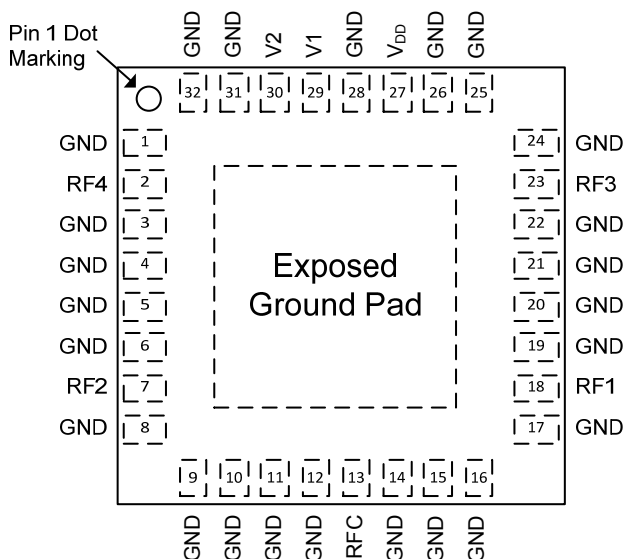 Pin 1 Dot
Marking
GND GND V2 V1 GND VDD GND GND
32 31 30 29 28 27 26 25
GND 1 24 GND
RF4 2 23 RF3
GND 3 22 GND
GND 4 21 GND
GND 5 20 GND
GND 6 19 GND
RF2 7 18 RF1
GND 8 17 GND
Exposed
Ground Pad
9 10 11 12 13 14 15 16
GND GND GND GND RFC GND GND GND